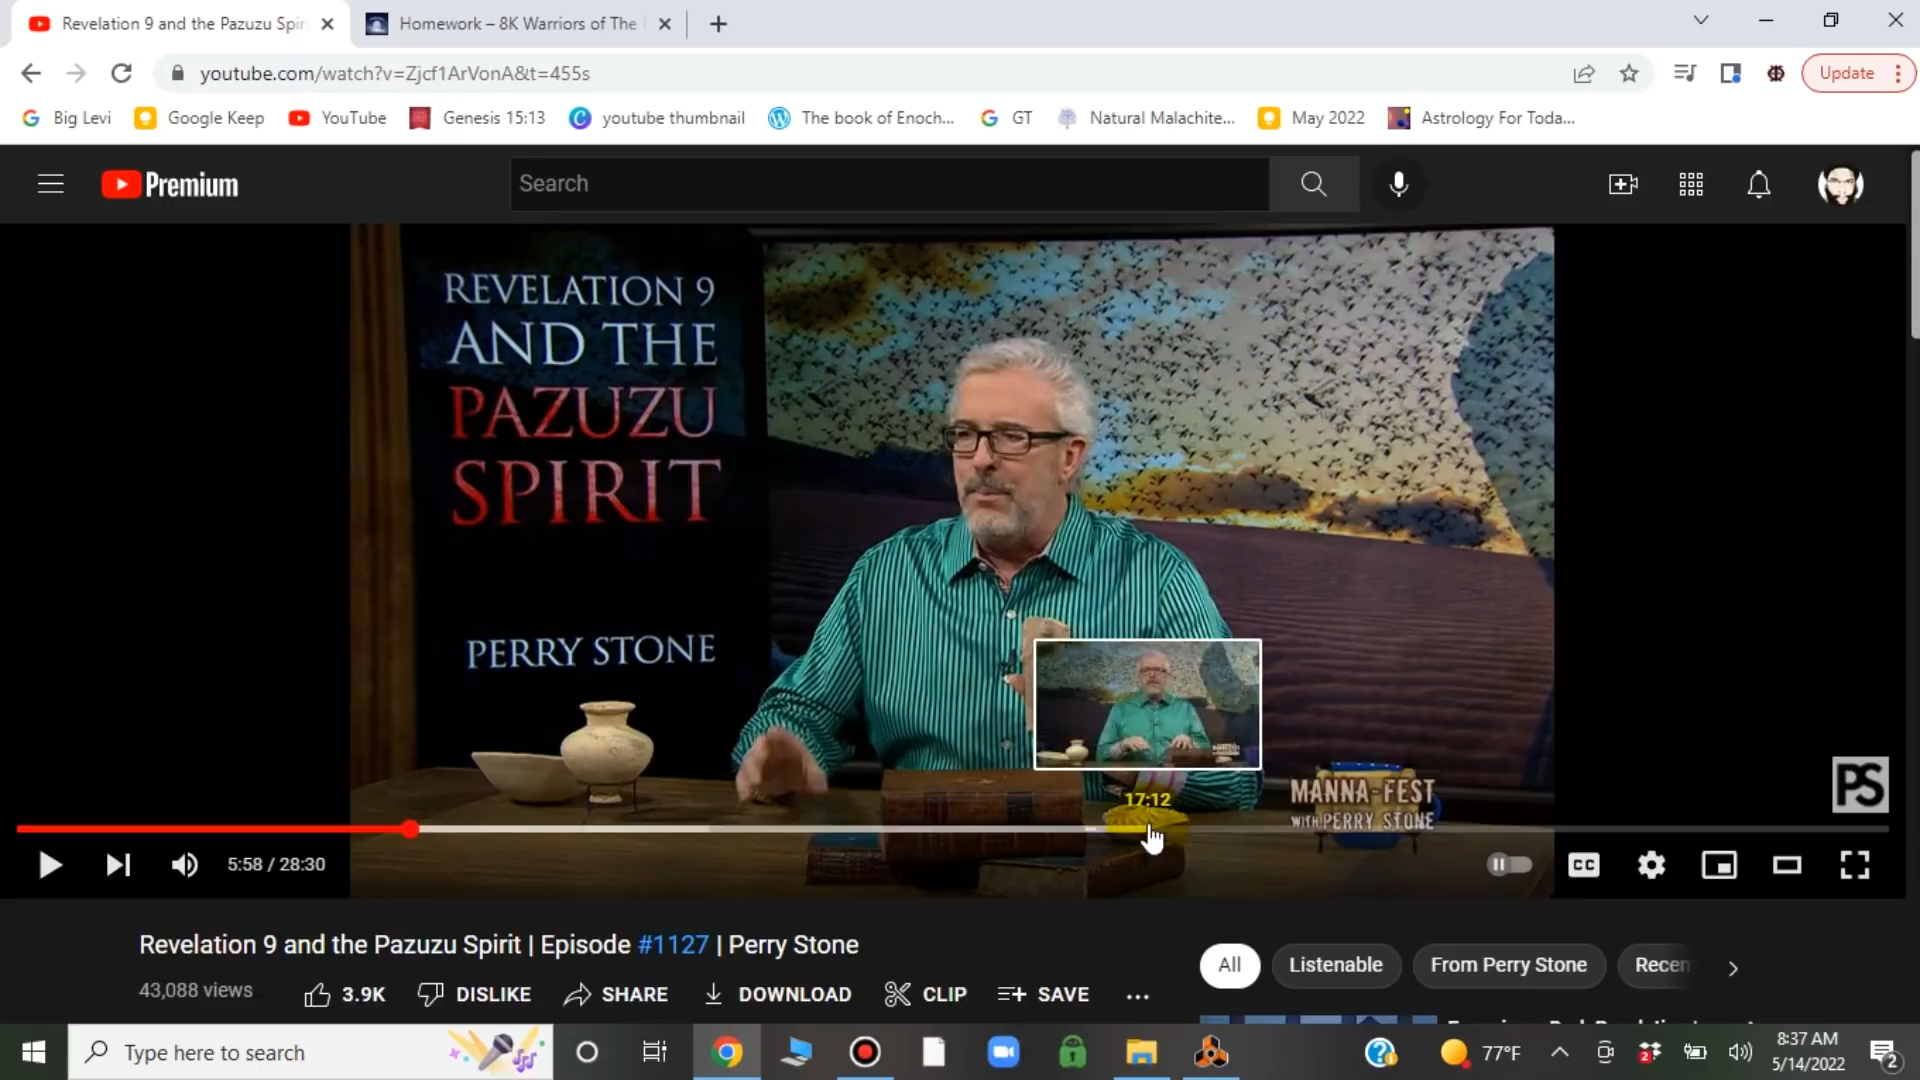 Revelation 9 and the Pazuzu Spiri
Homework – 8K Warriors of The
youtube.com/watch?v=Zjcf1ArVonA&t=455s
Update
Big Levi
Google Keep
YouTube
Genesis 15:13
youtube thumbnail
The book of Enoch...
GT
Natural Malachite...
May 2022
Astrology For Toda...
Premium
Search
REVELATION 9
AND THE
PAZUZU
SPIRIT
PERRY STONE
17:12
MANNA-FEST
WITH PERRY STONE
PS
5:58 / 28:30
CC
Revelation 9 and the Pazuzu Spirit | Episode #1127 | Perry Stone
43,088 views
3.9K
DISLIKE
SHARE
DOWNLOAD
CLIP
SAVE
All
Listenable
From Perry Stone
Recen
Type here to search
77°F
2
8:37 AM
5/14/2022
2